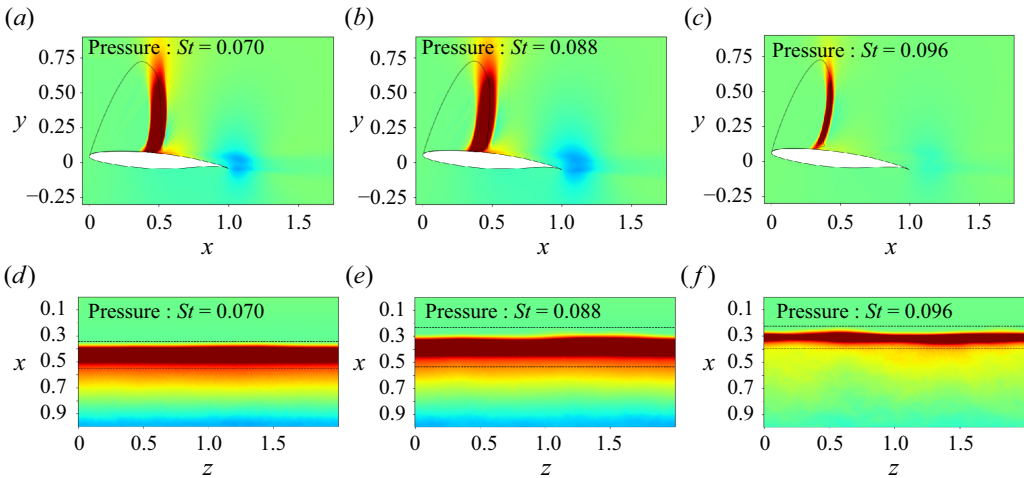 (a)
Pressure : St = 0.070
0.75
0.50
0.25
0
−0.25
y
0 0.5 1.0 1.5
x
(b)
Pressure : St = 0.088
0.75
0.50
0.25
0
−0.25
y
0 0.5 1.0 1.5
x
(c)
Pressure : St = 0.096
0.75
0.50
0.25
0
−0.25
y
0 0.5 1.0 1.5
x
(d)
Pressure : St = 0.070
0.1
0.3
0.5
0.7
0.9
x
0 0.5 1.0 1.5
z
(e)
Pressure : St = 0.088
0.1
0.3
0.5
0.7
0.9
x
0 0.5 1.0 1.5
z
(f)
Pressure : St = 0.096
0.1
0.3
0.5
0.7
0.9
x
0 0.5 1.0 1.5
z